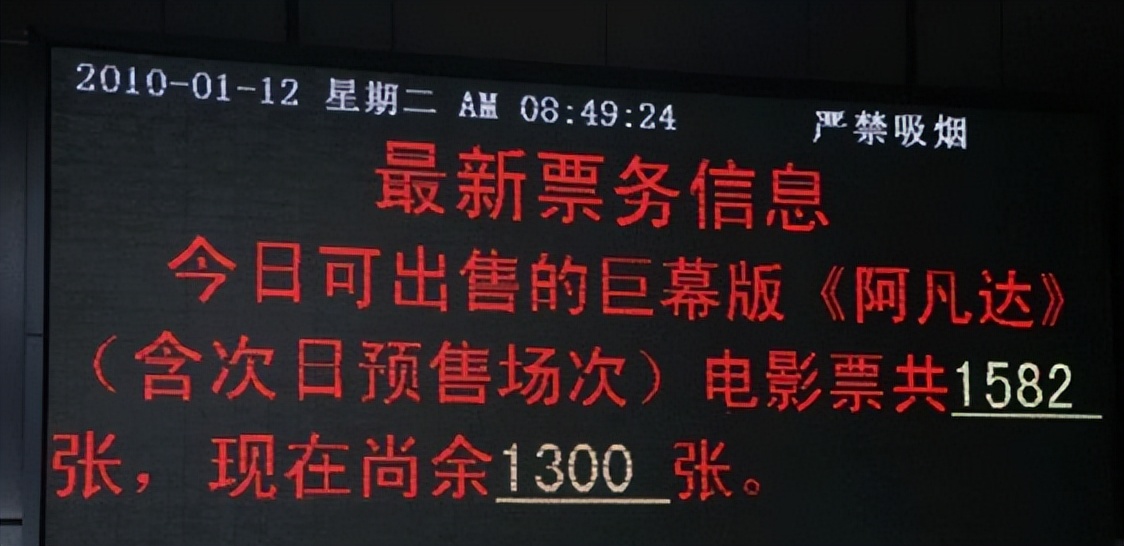 2010-01-12 星期二 AM 08:49:24 严禁吸烟
最新票务信息
今日可出售的巨幕版《阿凡达》
（含次日预售场次）电影票共1582
张，现在尚余1300 张。